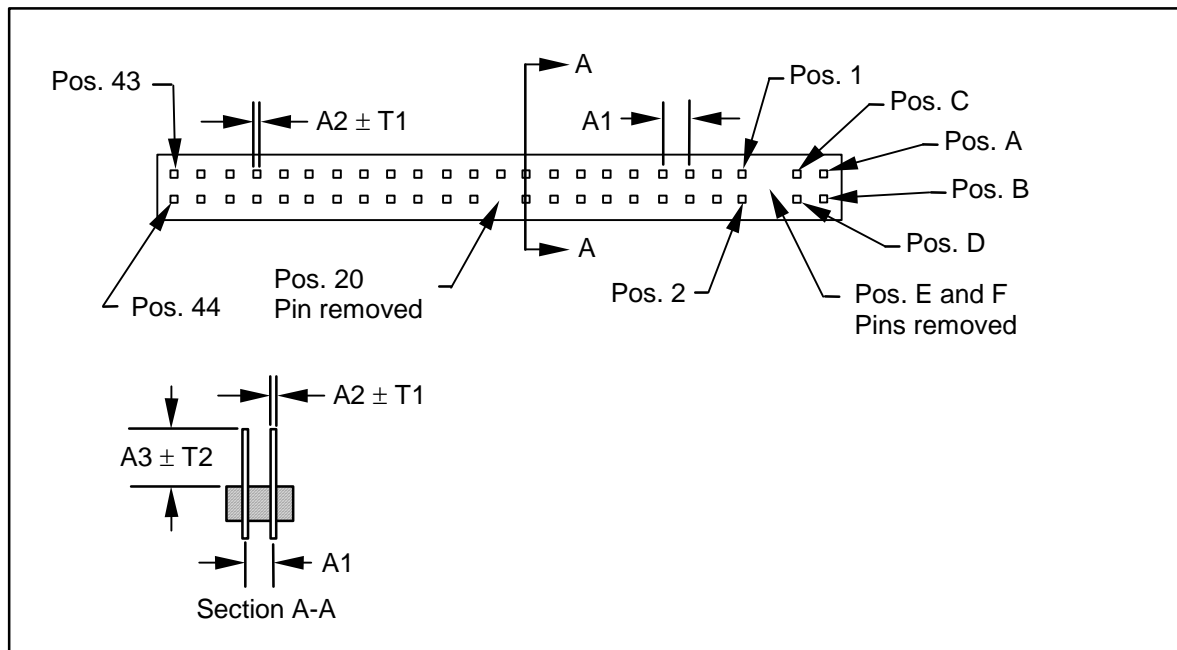 Pos. 43
A2 ± T1
A1
A
Pos. 1
Pos. C
Pos. A
Pos. B
Pos. D
A
Pos. 44
Pos. 20
Pin removed
Pos. 2
Pos. E and F
Pins removed
A2 ± T1
A3 ± T2
A1
Section A-A